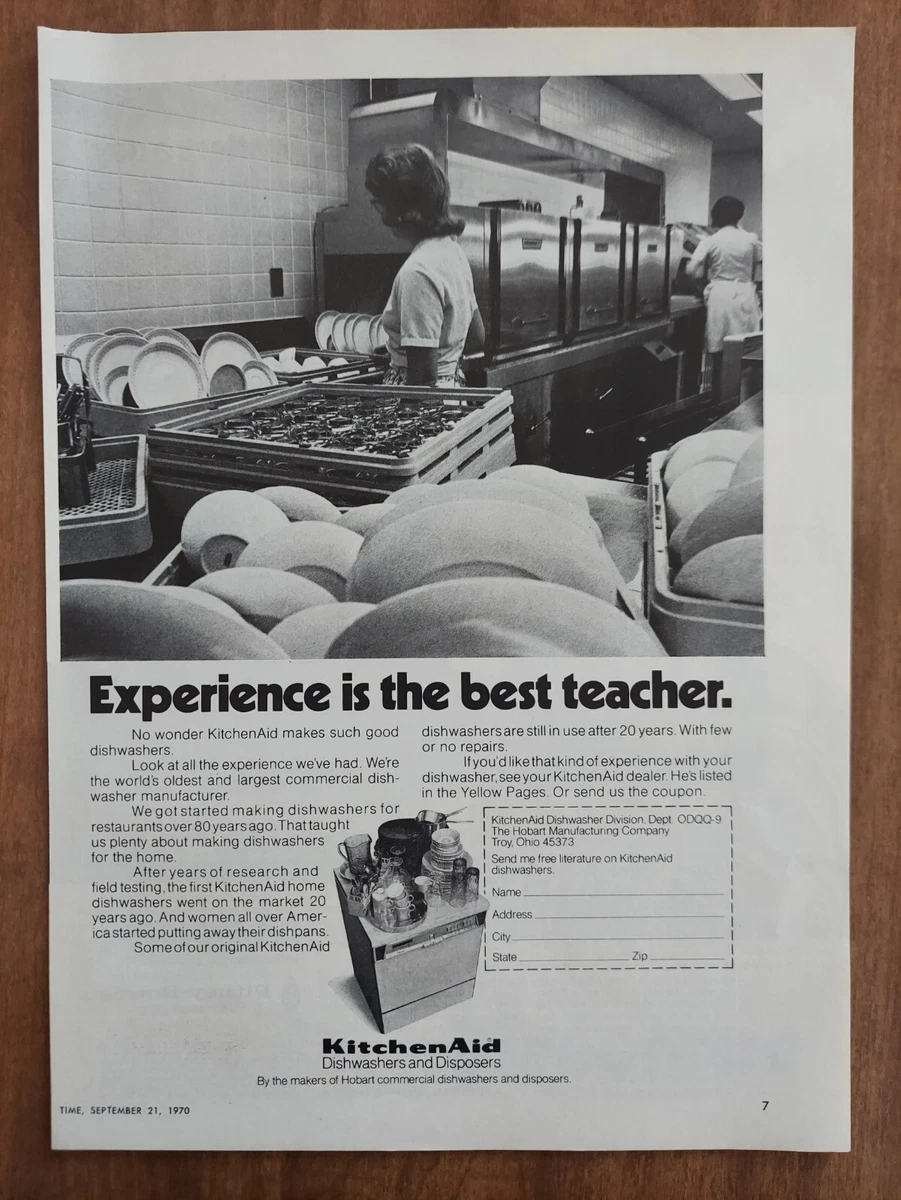 Experience is the best teacher.
No wonder KitchenAid makes such good
dishwashers.
Look at all the experience we've had. We're
the world's oldest and largest commercial dish-
washer manufacturer.
We got started making dishwashers for
restaurants over 80 years ago. That taught
us plenty about making dishwashers
for the home.
After years of research and
field testing, the first KitchenAid home
dishwashers went on the market 20
years ago. And women all over Amer-
ica started putting away their dishpans.
Some of our original KitchenAid
dishwashers are still in use after 20 years. With few
or no repairs.
If you'd like that kind of experience with your
dishwasher, see your KitchenAid dealer. He's listed
in the Yellow Pages. Or send us the coupon.
KitchenAid Dishwasher Division, Dept. ODQQ-9
The Hobart Manufacturing Company
Troy, Ohio 45373
Send me free literature on KitchenAid
dishwashers.
Name
Address
City
State Zip
KitchenAid
Dishwashers and Disposers
By the makers of Hobart commercial dishwashers and disposers.
TIME, SEPTEMBER 21, 1970
7